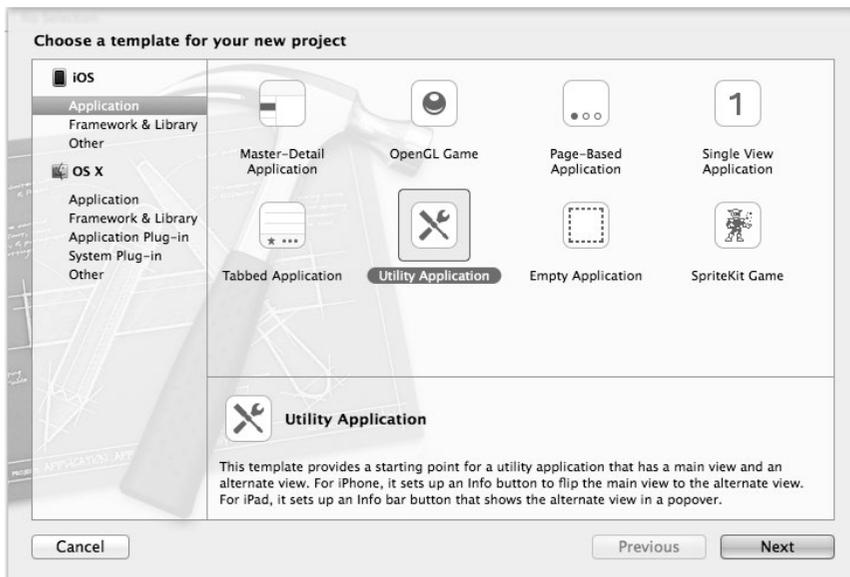 Choose a template for your new project
iOS
Application
Framework & Library
Other
OS X
Application
Framework & Library
Application Plug-in
System Plug-in
Other
Master-Detail
Application
OpenGL Game
Page-Based
Application
1
Single View
Application
Tabbed Application
Utility Application
Empty Application
SpriteKit Game
Utility Application
This template provides a starting point for a utility application that has a main view and an
alternate view. For iPhone, it sets up an Info button to flip the main view to the alternate view.
For iPad, it sets up an Info bar button that shows the alternate view in a popover.
Cancel
Previous
Next